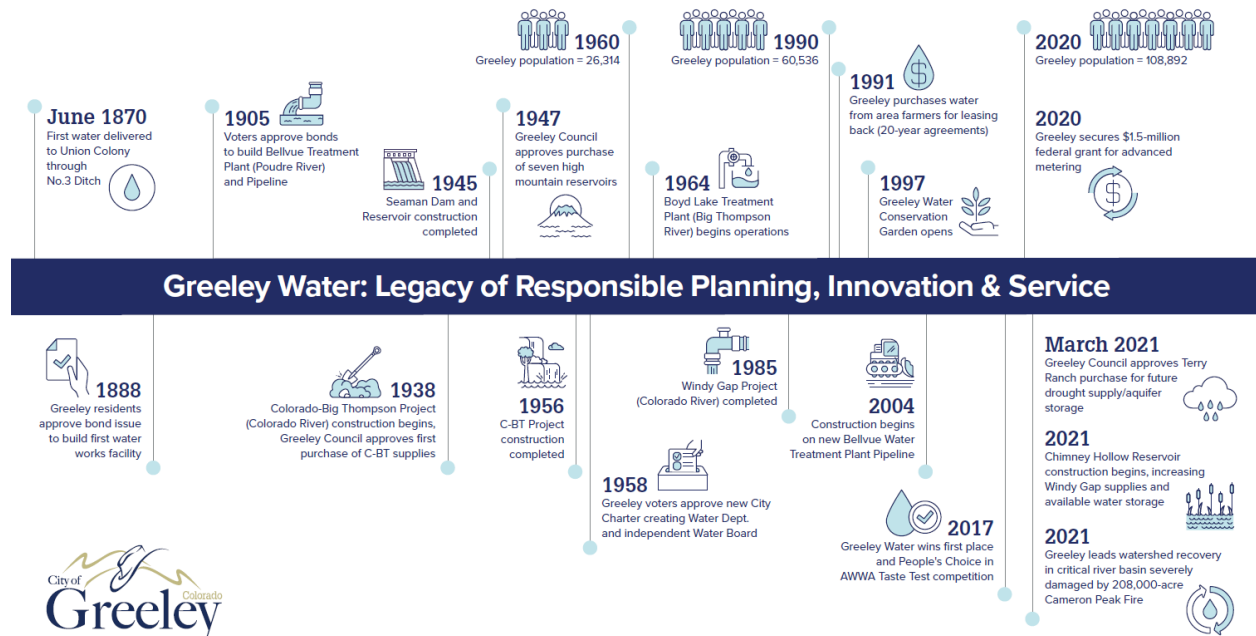 1960
Greeley population = 26,314
1990
Greeley population = 60,536
2020
Greeley population = 108,892
June 1870
First water delivered
to Union Colony
through
No.3 Ditch
1905
Voters approve bonds
to build Bellvue Treatment
Plant (Poudre River)
and Pipeline
1945
Seaman Dam and
Reservoir construction
completed
1947
Greeley Council
approves purchase
of seven high
mountain reservoirs
1964
Boyd Lake Treatment
Plant (Big Thompson
River) begins operations
1991
Greeley purchases water
from area farmers for leasing
back (20-year agreements)
1997
Greeley Water
Conservation
Garden opens
2020
Greeley secures $1.5-million
federal grant for advanced
metering
Greeley Water: Legacy of Responsible Planning, Innovation & Service
1888
Greeley residents
approve bond issue
to build first water
works facility
1938
Colorado-Big Thompson Project
(Colorado River) construction begins,
Greeley Council approves first
purchase of C-BT supplies
1956
C-BT Project
construction
completed
1958
Greeley voters approve new City
Charter creating Water Dept.
and independent Water Board
1985
Windy Gap Project
(Colorado River) completed
2004
Construction begins
on new Bellvue Water
Treatment Plant Pipeline
2017
Greeley Water wins first place
and People's Choice in
AWWA Taste Test competition
March 2021
Greeley Council approves Terry
Ranch purchase for future
drought supply/aquifer
storage
2021
Chimney Hollow Reservoir
construction begins, increasing
Windy Gap supplies and
available water storage
2021
Greeley leads watershed recovery
in critical river basin severely
damaged by 208,000-acre
Cameron Peak Fire
City of
Colorado
Greeley